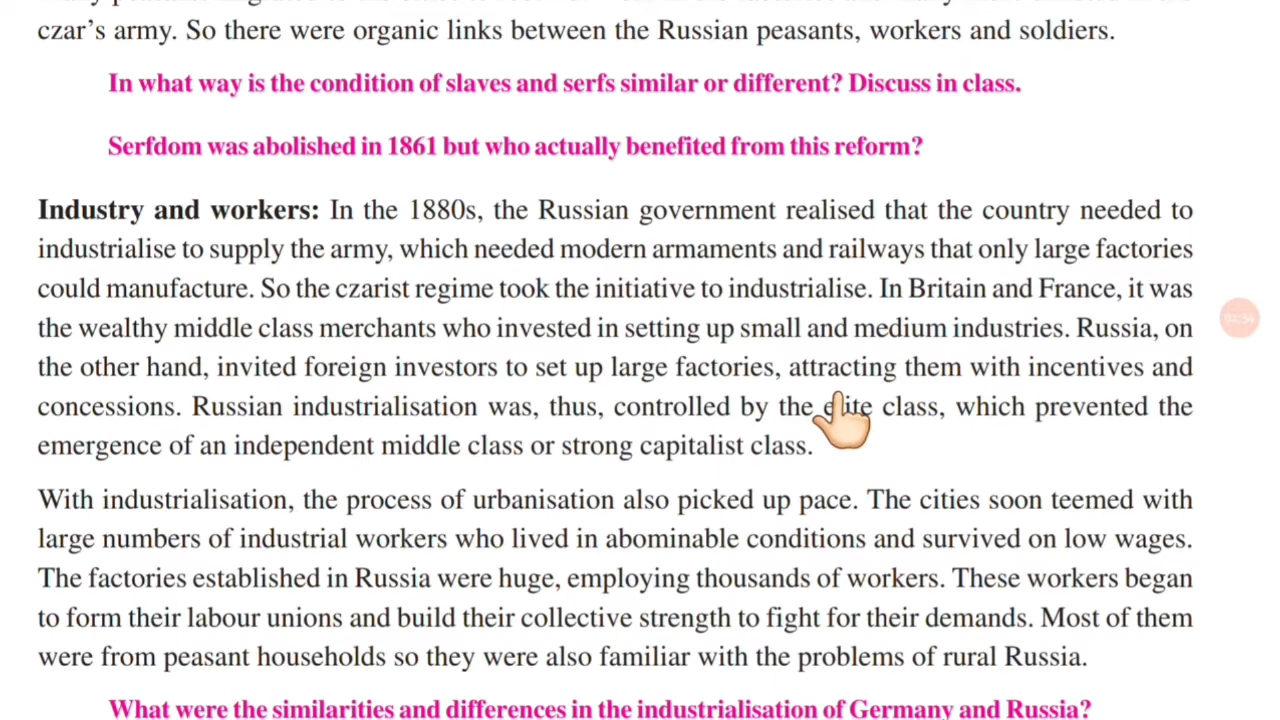 czar's army. So there were organic links between the Russian peasants, workers and soldiers.
In what way is the condition of slaves and serfs similar or different? Discuss in class.
Serfdom was abolished in 1861 but who actually benefited from this reform?
Industry and workers: In the 1880s, the Russian government realised that the country needed to
industrialise to supply the army, which needed modern armaments and railways that only large factories
could manufacture. So the czarist regime took the initiative to industrialise. In Britain and France, it was
the wealthy middle class merchants who invested in setting up small and medium industries. Russia, on
the other hand, invited foreign investors to set up large factories, attracting them with incentives and
concessions. Russian industrialisation was, thus, controlled by the elite class, which prevented the
emergence of an independent middle class or strong capitalist class.
With industrialisation, the process of urbanisation also picked up pace. The cities soon teemed with
large numbers of industrial workers who lived in abominable conditions and survived on low wages.
The factories established in Russia were huge, employing thousands of workers. These workers began
to form their labour unions and build their collective strength to fight for their demands. Most of them
were from peasant households so they were also familiar with the problems of rural Russia.
What were the similarities and differences in the industrialisation of Germany and Russia?